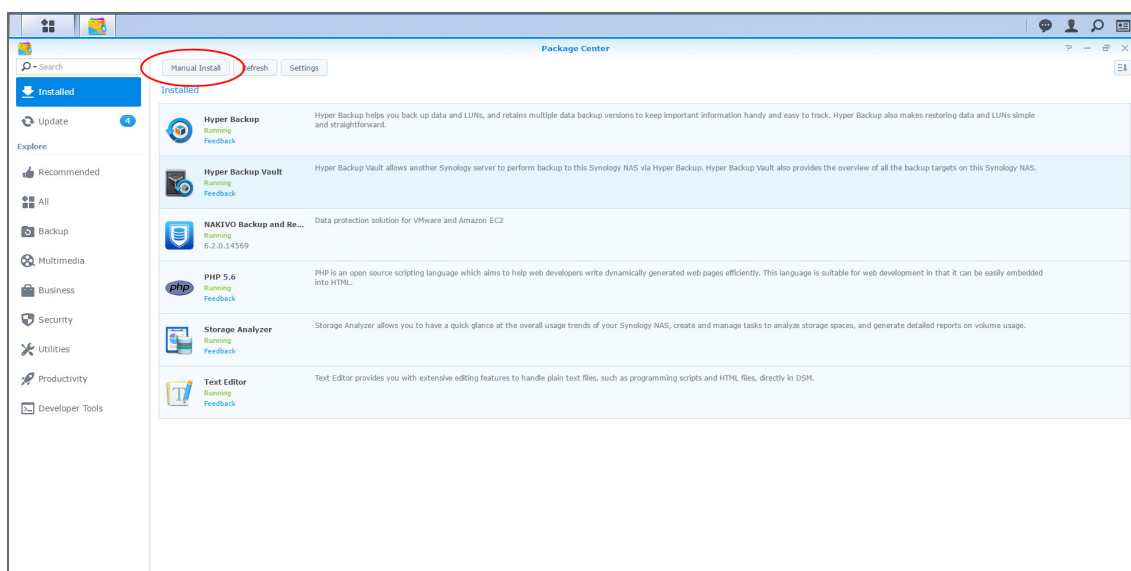 Package Center
Search
Manual Install
Refresh
Settings
Installed
Update
4
Explore
Recommended
All
Backup
Multimedia
Business
Security
Utilities
Productivity
Developer Tools
Installed
Hyper Backup
Running
Feedback
Hyper Backup helps you back up data and LUNs, and retains multiple data backup versions to keep important information handy and easy to track. Hyper Backup also makes restoring data and LUNs simple
and straightforward.
Hyper Backup Vault
Running
Feedback
Hyper Backup Vault allows another Synology server to perform backup to this Synology NAS via Hyper Backup. Hyper Backup Vault also provides the overview of all the backup targets on this Synology NAS.
NAKIVO Backup and Re...
Running
6.2.0.14569
Data protection solution for VMware and Amazon EC2
php
PHP 5.6
Running
Feedback
PHP is an open source scripting language which aims to help web developers write dynamically generated web pages efficiently. This language is suitable for web development in that it can be easily embedded
into HTML.
Storage Analyzer
Running
Feedback
Storage Analyzer allows you to have a quick glance at the overall usage trends of your Synology NAS, create and manage tasks to analyze storage spaces, and generate detailed reports on volume usage.
Text Editor
Running
Feedback
Text Editor provides you with extensive editing features to handle plain text files, such as programming scripts and HTML files, directly in DSM.